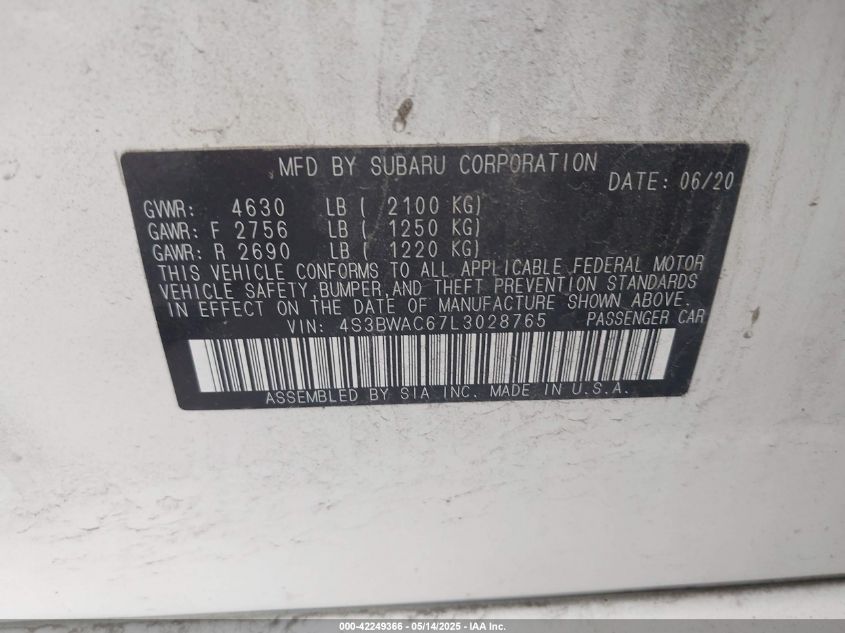 MFD BY SUBARU CORPORATION
DATE: 06/20
GVWR: 4630 LB ( 2100 KG)
GAWR: F 2756 LB ( 1250 KG)
GAWR: R 2690 LB ( 1220 KG)
THIS VEHICLE CONFORMS TO ALL APPLICABLE FEDERAL MOTOR
VEHICLE SAFETY,BUMPER,AND THEFT PREVENTION STANDARDS
IN EFFECT ON THE DATE OF MANUFACTURE SHOWN ABOVE.
VIN: 4S3BWAC67L3028765 PASSENGER CAR
ASSEMBLED BY SIA INC. MADE IN U.S.A.
000-42249366 - 05/14/2025 - IAA Inc.